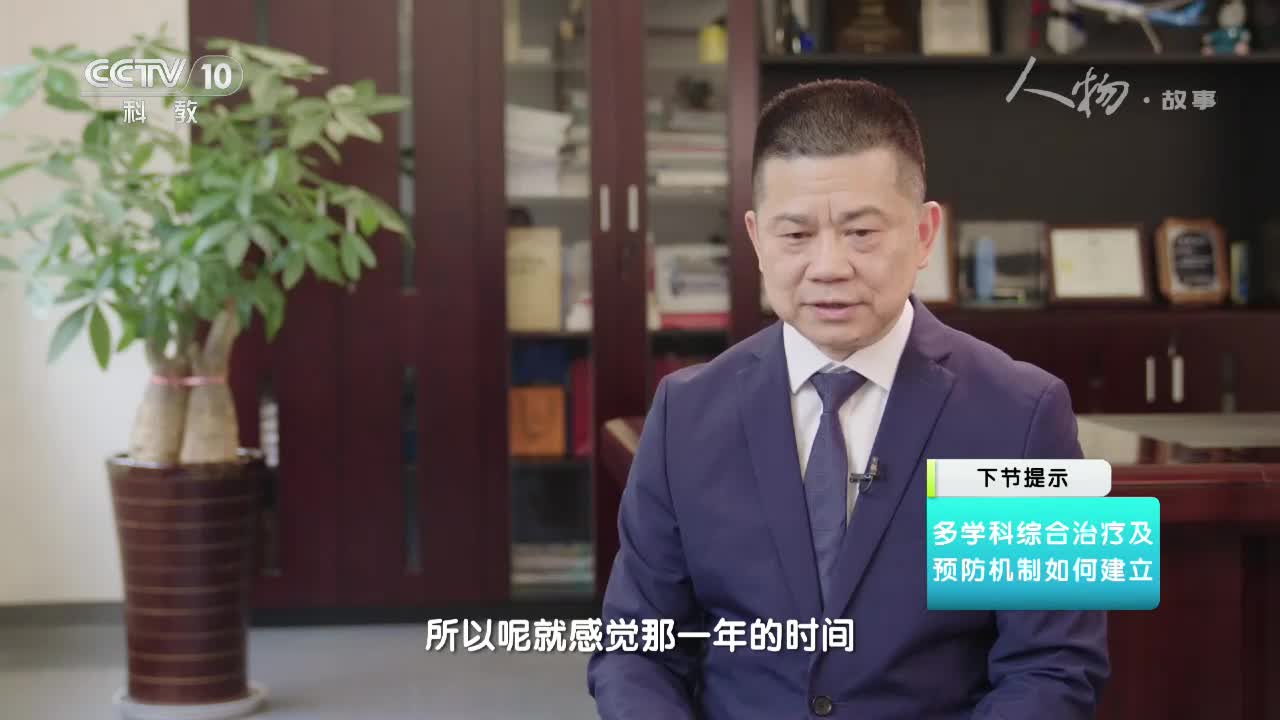 CCTV 10
科教
人物·故事
下节提示
多学科综合治疗及
预防机制如何建立
所以呢就感觉那一年的时间